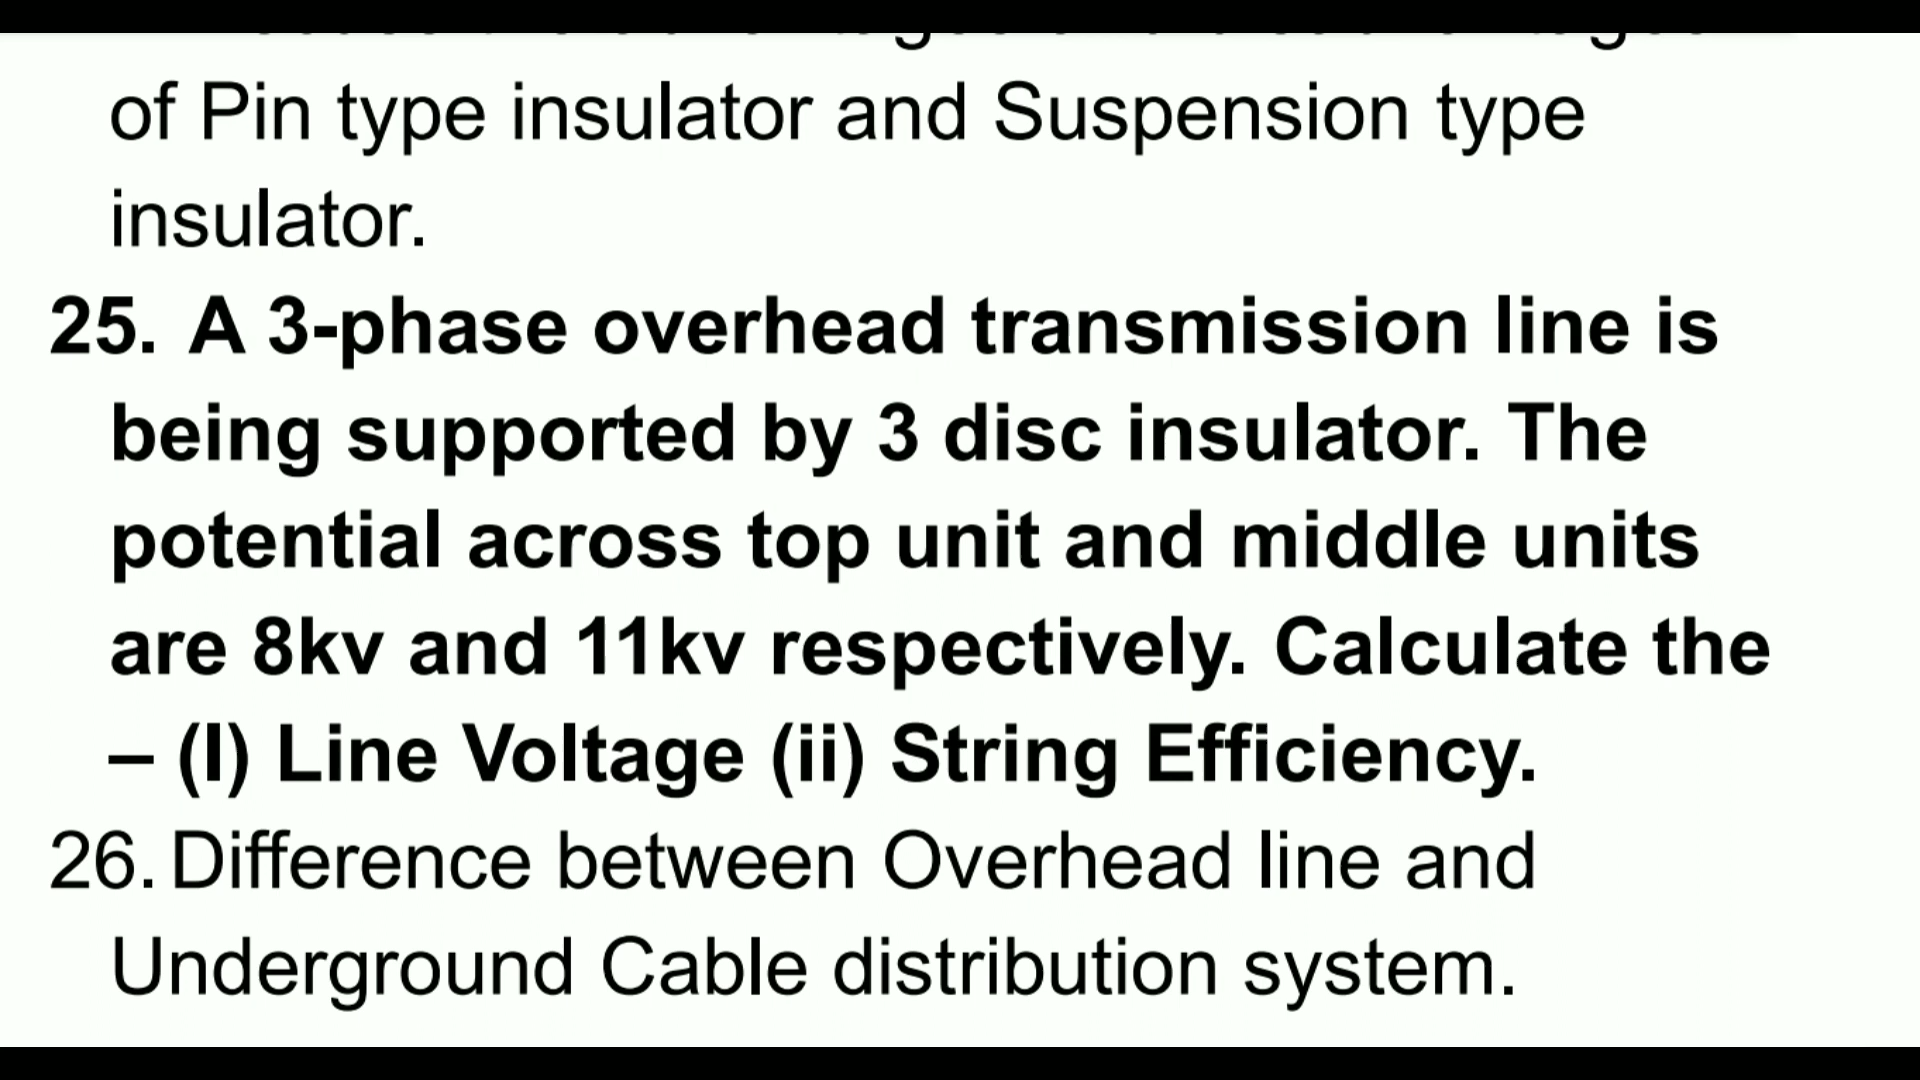 of Pin type insulator and Suspension type
insulator.
25. A 3-phase overhead transmission line is
being supported by 3 disc insulator. The
potential across top unit and middle units
are 8kv and 11kv respectively. Calculate the
– (I) Line Voltage (ii) String Efficiency.
26. Difference between Overhead line and
Underground Cable distribution system.